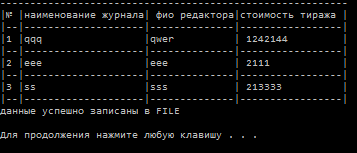 |№ |наименование журнала| фио редактора|стоимость тиража |
|1 |qqq |qwer | 1242144 |
|2 |eee |eee | 2111 |
|3 |ss |sss | 213333 |
данные успешно записаны в FILE
Для продолжения нажмите любую клавишу . . .